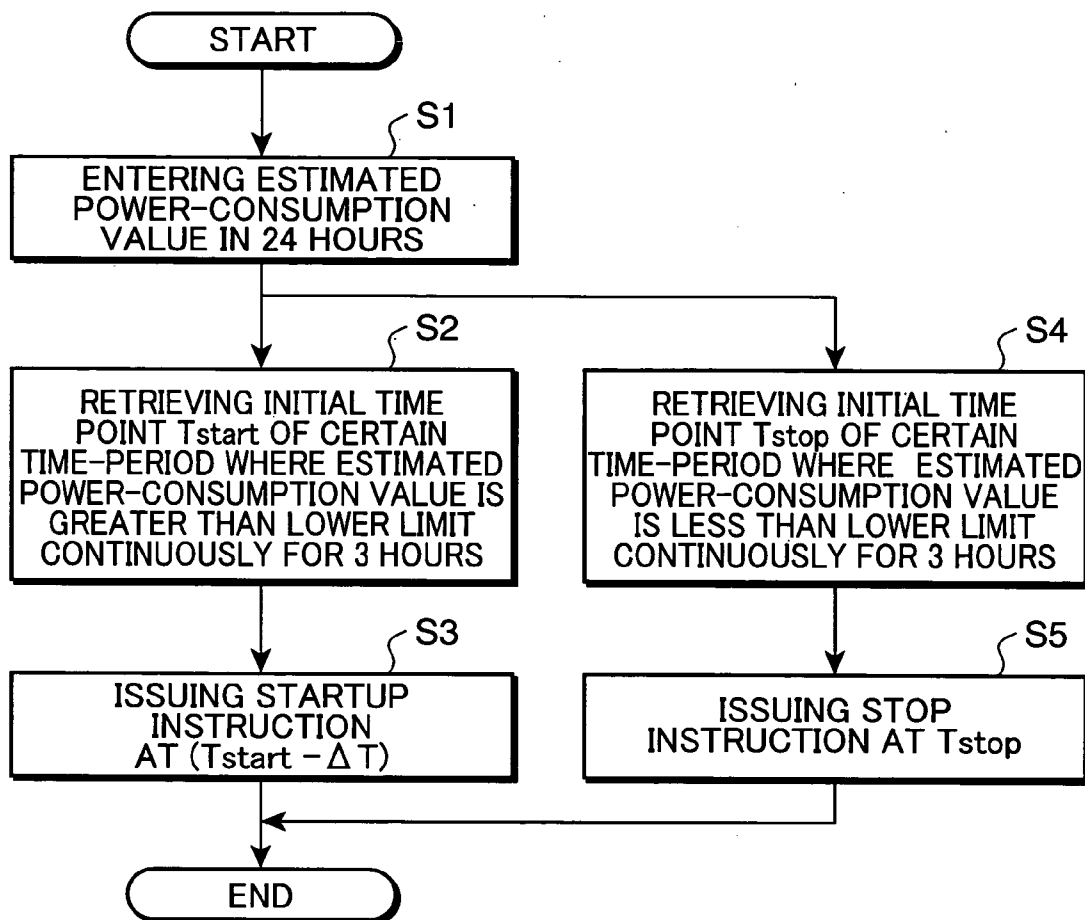 START
S1
ENTERING ESTIMATED
POWER-CONSUMPTION
VALUE IN 24 HOURS
S2
RETRIEVING INITIAL TIME
POINT Tstart OF CERTAIN
TIME-PERIOD WHERE ESTIMATED
POWER-CONSUMPTION VALUE IS
GREATER THAN LOWER LIMIT
CONTINUOUSLY FOR 3 HOURS
S3
ISSUING STARTUP
INSTRUCTION
AT (Tstart - Δ T)
S4
RETRIEVING INITIAL TIME
POINT Tstop OF CERTAIN
TIME-PERIOD WHERE ESTIMATED
POWER-CONSUMPTION VALUE
IS LESS THAN LOWER LIMIT
CONTINUOUSLY FOR 3 HOURS
S5
ISSUING STOP
INSTRUCTION AT Tstop
END